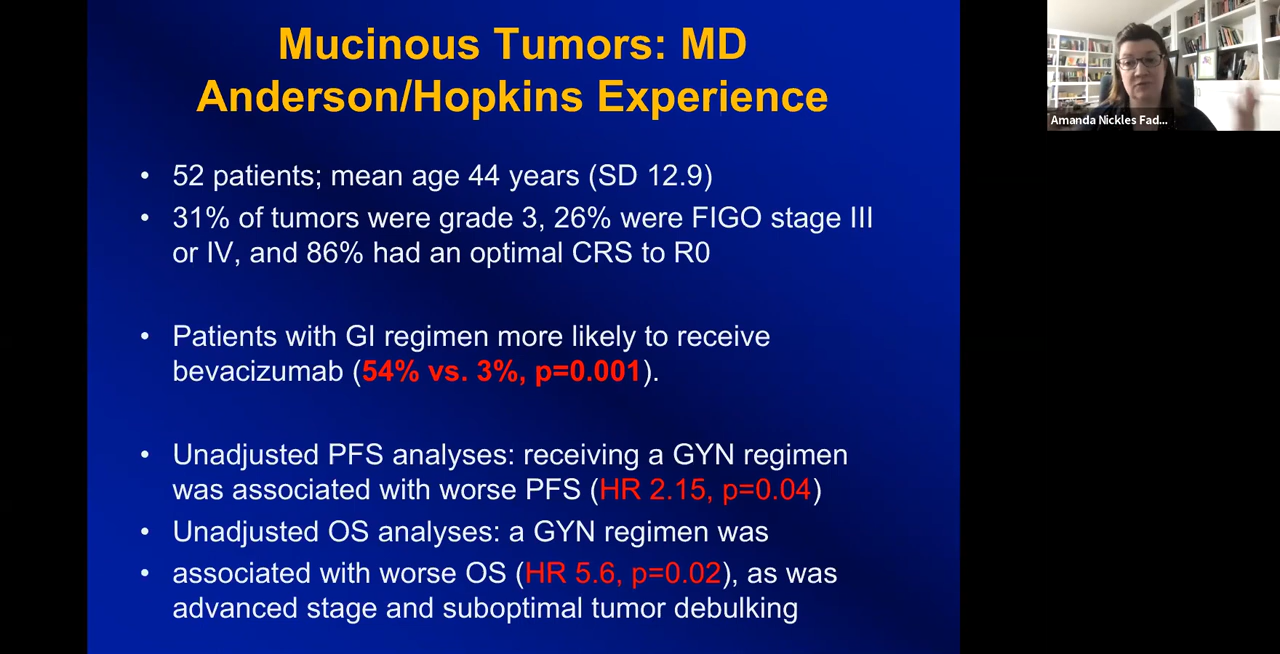 Mucinous Tumors: MD
Anderson/Hopkins Experience
• 52 patients; mean age 44 years (SD 12.9)
• 31% of tumors were grade 3, 26% were FIGO stage III
or IV, and 86% had an optimal CRS to R0
• Patients with GI regimen more likely to receive
bevacizumab (54% vs. 3%, p=0.001).
• Unadjusted PFS analyses: receiving a GYN regimen
was associated with worse PFS (HR 2.15, p=0.04)
• Unadjusted OS analyses: a GYN regimen was
• associated with worse OS (HR 5.6, p=0.02), as was
advanced stage and suboptimal tumor debulking
Amanda Nickles Fad...